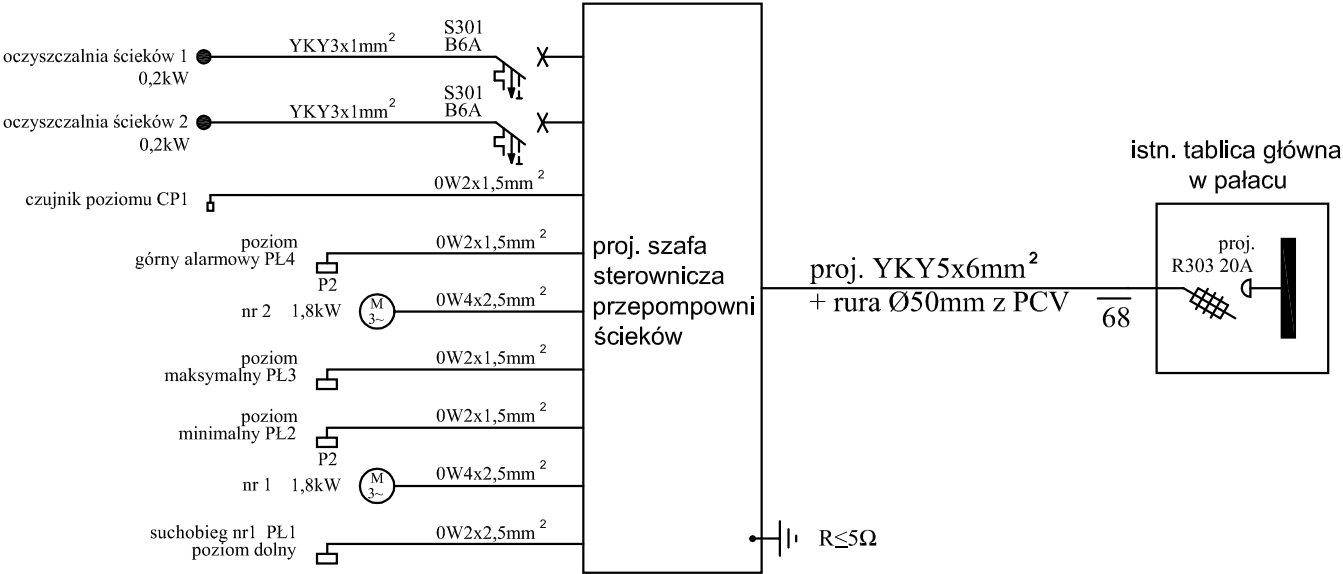 oczyszczalnia ścieków 1
0,2kW
YKY3x1mm²
S301
B6A
oczyszczalnia ścieków 2
0,2kW
YKY3x1mm²
S301
B6A
czujnik poziomu CP1
0W2x1,5mm²
poziom
górny alarmowy PŁ4
P2
0W2x1,5mm²
nr 2 1,8kW
M
3~
0W4x2,5mm²
poziom
maksymalny PŁ3
0W2x1,5mm²
poziom
minimalny PŁ2
P2
0W2x1,5mm²
nr 1 1,8kW
M
3~
0W4x2,5mm²
suchobieg nr1 PŁ1
poziom dolny
0W2x2,5mm²
proj. szafa
sterownicza
przepompowni
ścieków
R≤5Ω
proj. YKY5x6mm²
+ rura Ø50mm z PCV
68
istn. tablica główna
w pałacu
proj.
R303 20A